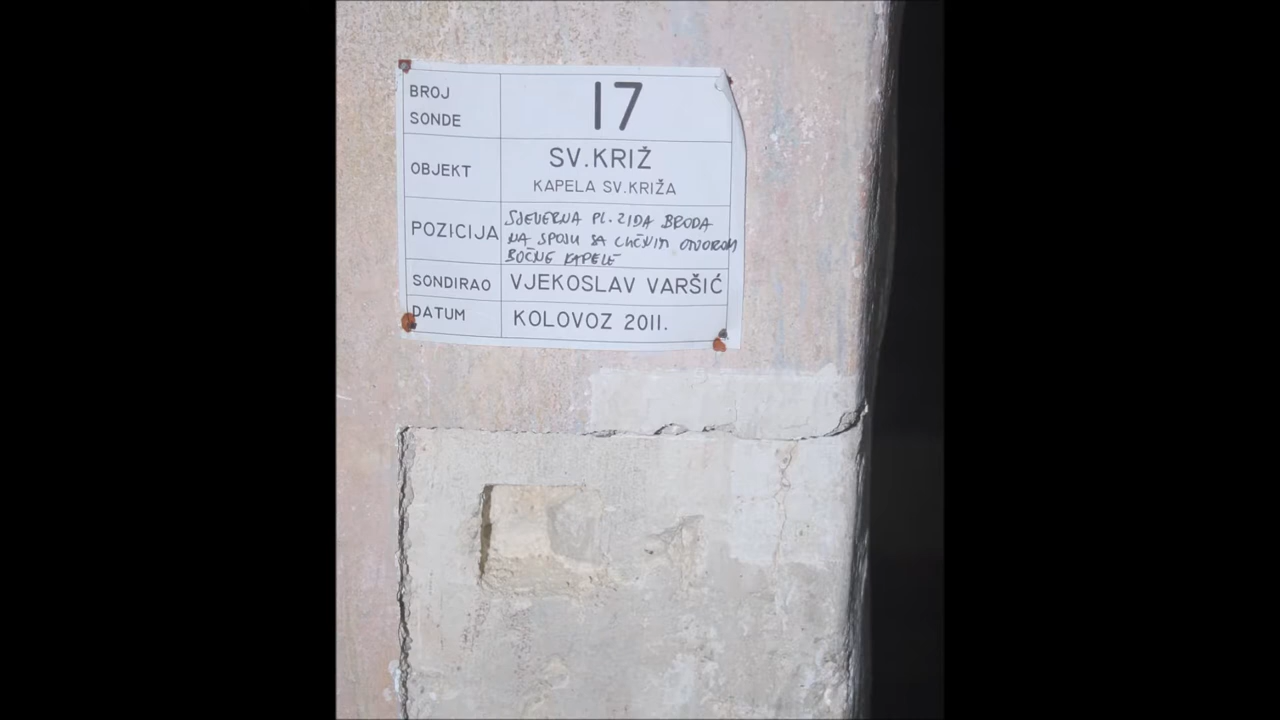 BROJ SONDE 17
OBJEKT SV.KRIŽ
KAPELA SV.KRIŽA
POZICIJA SJEVERNA PL. ZIDA BRODA
NA SPOJU SA LUČNIM OTVOROM
BOČNE KAPELE
SONDIRAO VJEKOSLAV VARŠIĆ
DATUM KOLOVOZ 2011.